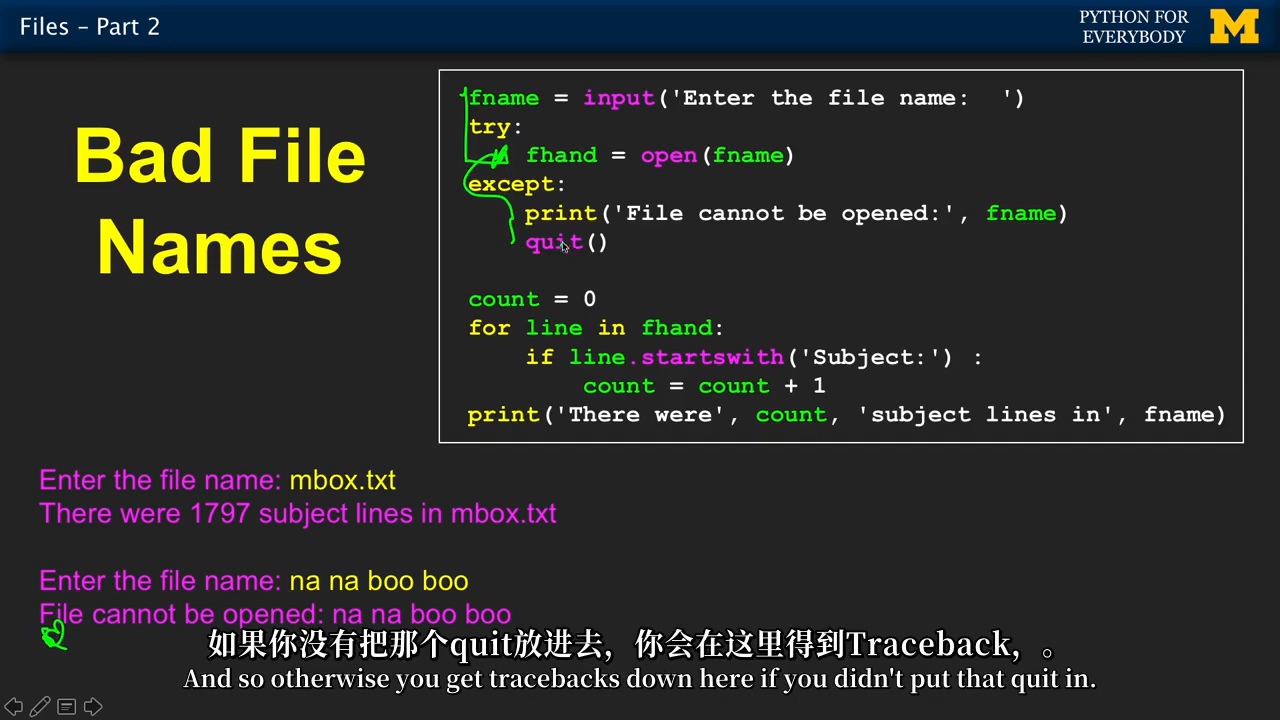 Files – Part 2
PYTHON FOR
EVERYBODY
M
Bad File
Names
fname = input('Enter the file name:  ')
try:
    fhand = open(fname)
except:
    print('File cannot be opened:', fname)
    quit()
count = 0
for line in fhand:
    if line.startswith('Subject:') :
        count = count + 1
print('There were', count, 'subject lines in', fname)
Enter the file name: mbox.txt
There were 1797 subject lines in mbox.txt
Enter the file name: na na boo boo
File cannot be opened: na na boo boo
如果你没有把那个quit放进去，你会在这里得到Traceback，。
And so otherwise you get tracebacks down here if you didn't put that quit in.